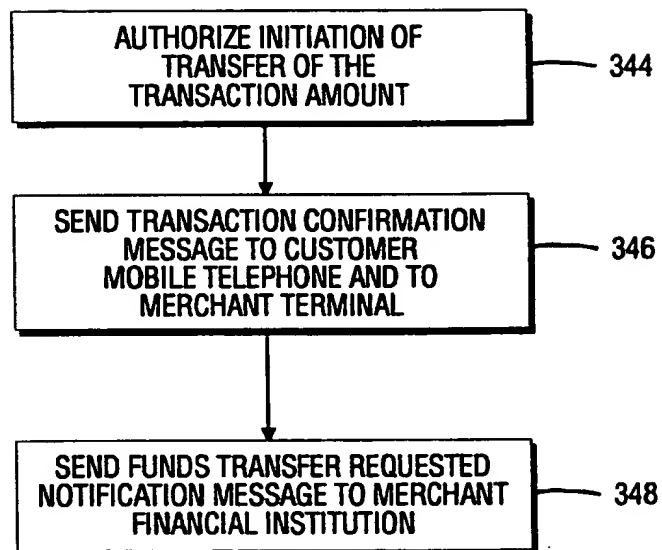 AUTHORIZE INITIATION OF
TRANSFER OF THE
TRANSACTION AMOUNT
344
SEND TRANSACTION CONFIRMATION
MESSAGE TO CUSTOMER
MOBILE TELEPHONE AND TO
MERCHANT TERMINAL
346
SEND FUNDS TRANSFER REQUESTED
NOTIFICATION MESSAGE TO MERCHANT
FINANCIAL INSTITUTION
348